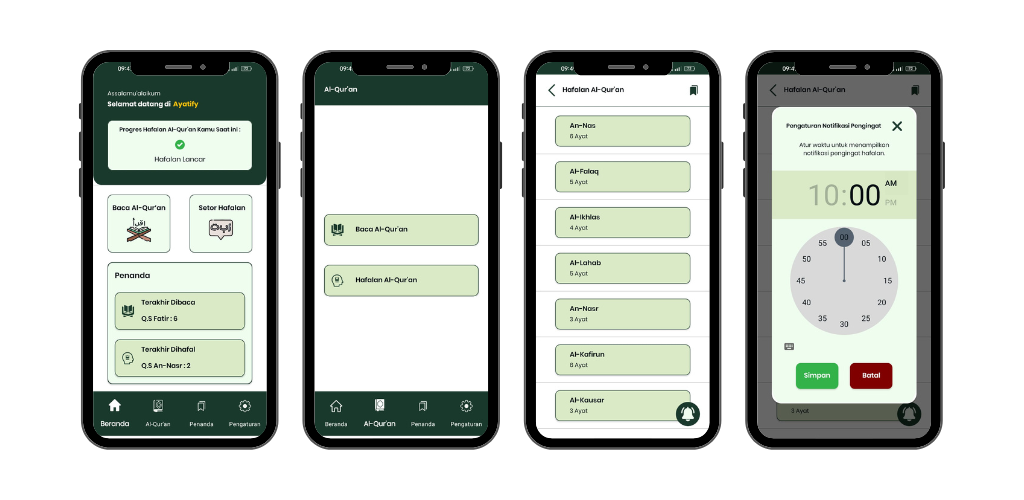 09:4
Assalamu'alaikum
Selamat datang di Ayatify
Progres Hafalan Al-Qur'an Kamu Saat ini :
Hafalan Lancar
Baca Al-Qur'an
Setor Hafalan
Penanda
Terakhir Dibaca
Q.S Fatir : 6
Terakhir Dihafal
Q.S An-Nasr : 2
Beranda
Al-Qur'an
Penanda
Pengaturan
09:4
Al-Qur'an
Baca Al-Qur'an
Hafalan Al-Qur'an
Beranda
Al-Qur'an
Penanda
Pengaturan
09:4
Hafalan Al-Qur'an
An-Nas
6 Ayat
Al-Falaq
5 Ayat
Al-Ikhlas
4 Ayat
Al-Lahab
5 Ayat
An-Nasr
3 Ayat
Al-Kafirun
6 Ayat
Al-Kausar
3 Ayat
09:4
Hafalan Al-Qur'an
Pengaturan Notifikasi Pengingat
Atur waktu untuk menampilkan
notifikasi pengingat hafalan.
10:00
AM
PM
00
05
10
15
20
25
30
35
40
45
50
55
Simpan
Batal
3 Ayat